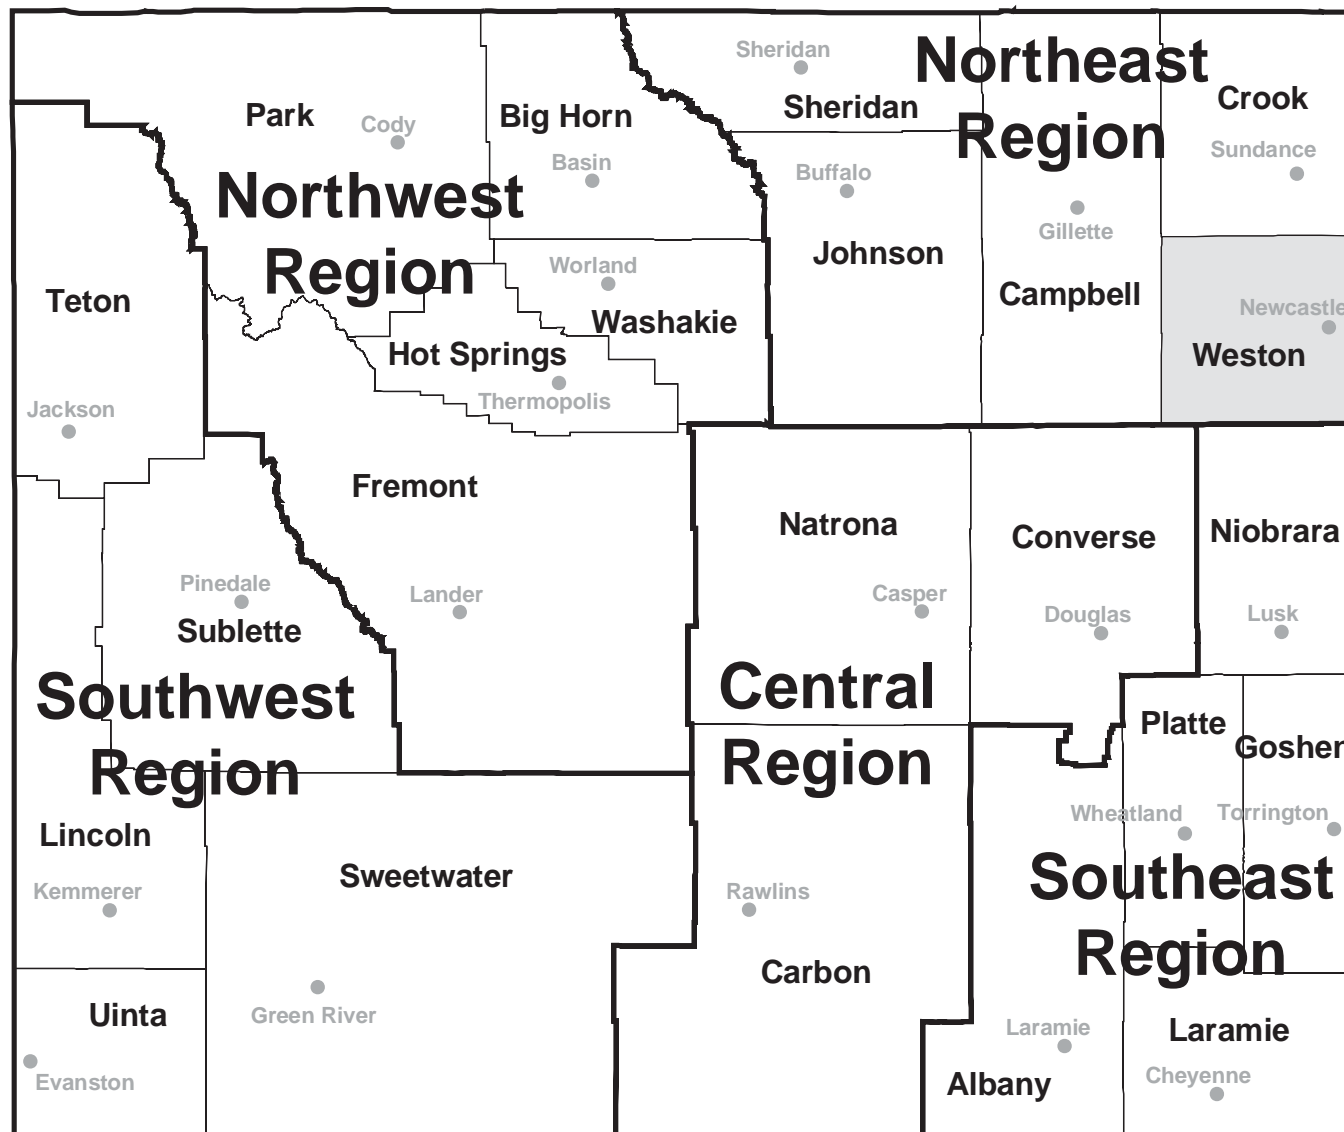 Sheridan
Northeast
Region
Park
Big Horn
Sheridan
Crook
Cody
Basin
Buffalo
Sundance
Northwest
Region
Gillette
Johnson
Worland
Teton
Campbell
Newcastle
Washakie
Hot Springs
Weston
Thermopolis
Jackson
Fremont
Natrona
Converse
Niobrara
Pinedale
Lander
Casper
Douglas
Lusk
Sublette
Southwest
Region
Central
Region
Platte
Goshen
Wheatland
Torrington
Lincoln
Sweetwater
Southeast
Region
Kemmerer
Rawlins
Carbon
Uinta
Green River
Laramie
Laramie
Evanston
Albany
Cheyenne